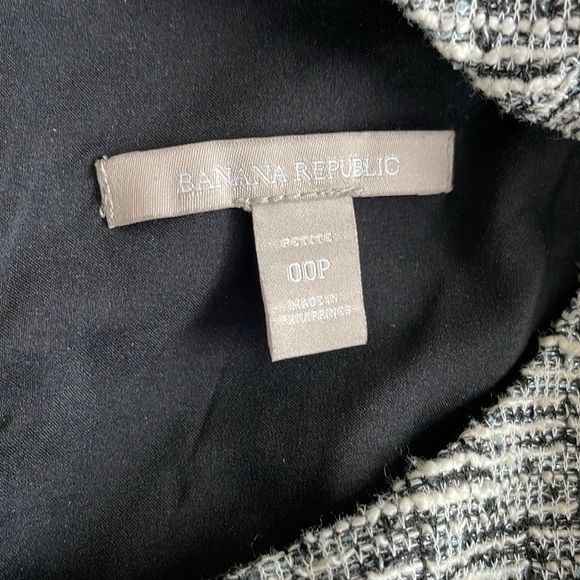 BANANA REPUBLIC
PETITE:
00P
MADE IN
PHILIPPINES